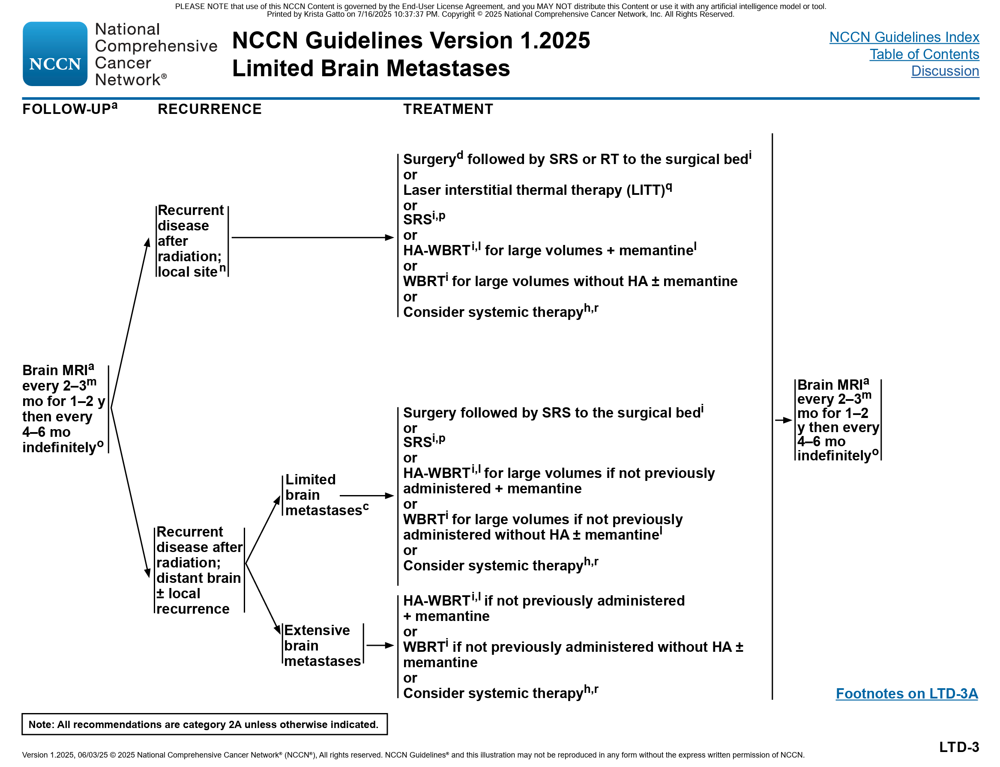 PLEASE NOTE that use of this NCCN Content is governed by the End-User License Agreement, and you MAY NOT distribute this Content or use it with any artificial intelligence model or tool.
Printed by Krista Gatto on 7/16/2025 10:37:37 PM. Copyright © 2025 National Comprehensive Cancer Network, Inc. All Rights Reserved.
NCCN
National
Comprehensive
Cancer
Network®
NCCN Guidelines Version 1.2025
Limited Brain Metastases
NCCN Guidelines Index
Table of Contents
Discussion
FOLLOW-UPa
RECURRENCE
TREATMENT
Brain MRIa
every 2–3m
mo for 1–2 y
then every
4–6 mo
indefinitelyo
Recurrent
disease
after
radiation;
local siten
Surgeryd followed by SRS or RT to the surgical bedi
or
Laser interstitial thermal therapy (LITT)q
or
SRSi,p
or
HA-WBRTi,l for large volumes + memantinel
or
WBRTi for large volumes without HA ± memantine
or
Consider systemic therapyh,r
Recurrent
disease after
radiation;
distant brain
± local
recurrence
Limited
brain
metastasesc
Surgery followed by SRS to the surgical bedi
or
SRSi,p
or
HA-WBRTi,l for large volumes if not previously
administered + memantine
or
WBRTi for large volumes if not previously
administered without HA ± memantinel
or
Consider systemic therapyh,r
Extensive
brain
metastases
HA-WBRTi,l if not previously administered
+ memantine
or
WBRTi if not previously administered without HA ±
memantine
or
Consider systemic therapyh,r
Brain MRIa
every 2–3m
mo for 1–2
y then every
4–6 mo
indefinitelyo
Footnotes on LTD-3A
Note: All recommendations are category 2A unless otherwise indicated.
LTD-3
Version 1.2025, 06/03/25 © 2025 National Comprehensive Cancer Network® (NCCN®), All rights reserved. NCCN Guidelines® and this illustration may not be reproduced in any form without the express written permission of NCCN.